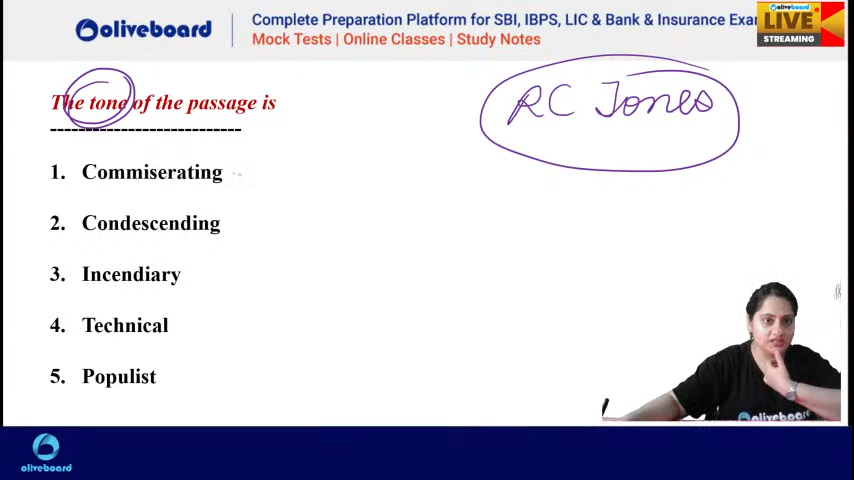 oliveboard
Complete Preparation Platform for SBI, IBPS, LIC & Bank & Insurance Exa
Mock Tests | Online Classes | Study Notes
oliveboard
LIVE
STREAMING
The tone of the passage is
---------------------------
RC Tones
1. Commiserating
2. Condescending
3. Incendiary
4. Technical
5. Populist
oliveboard
oliveboard